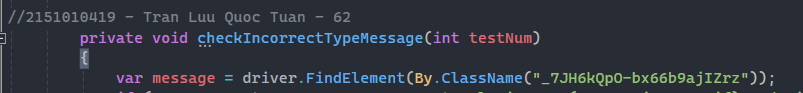 //2151010419 - Tran Luu Quoc Tuan - 62
private void checkIncorrectTypeMessage(int testNum)
{
var message = driver.FindElement(By.ClassName("_7JH6kQpO-bx66b9ajIZrz"));